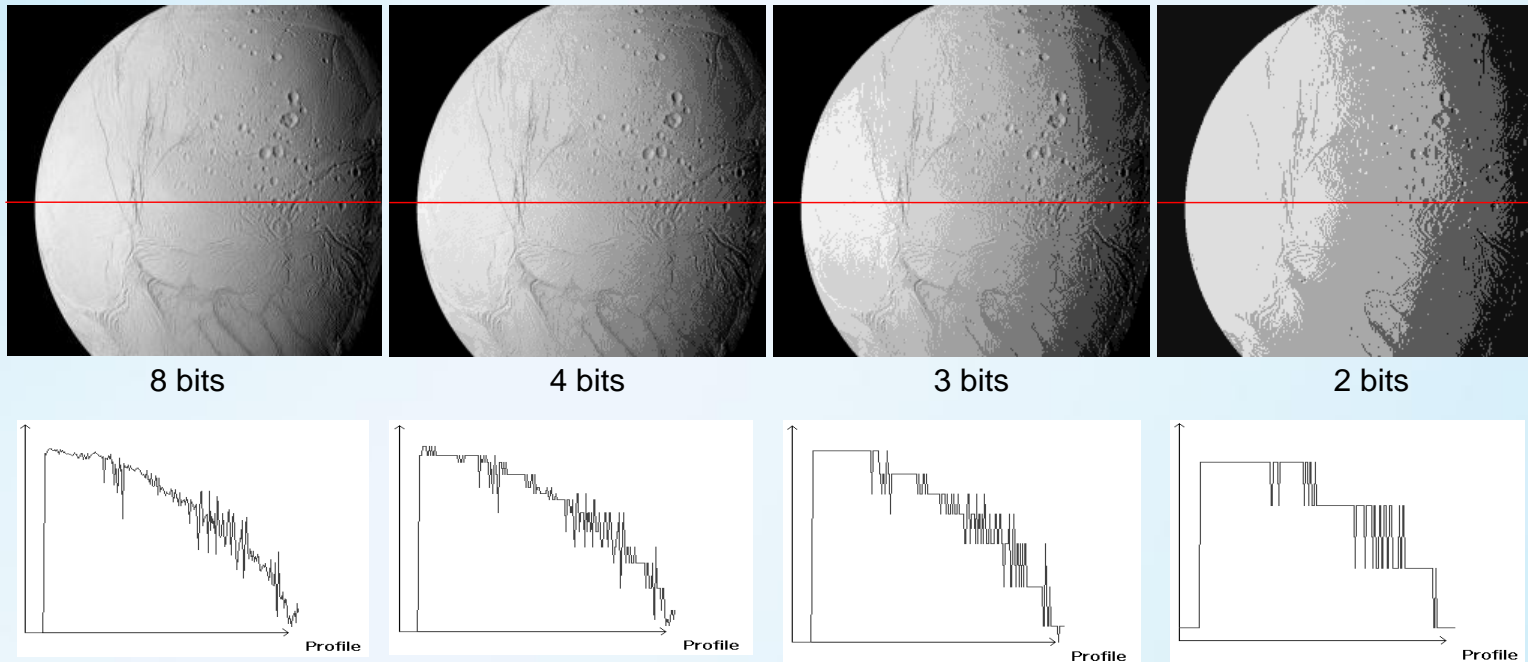 8 bits
4 bits
3 bits
2 bits
Profile
Profile
Profile
Profile